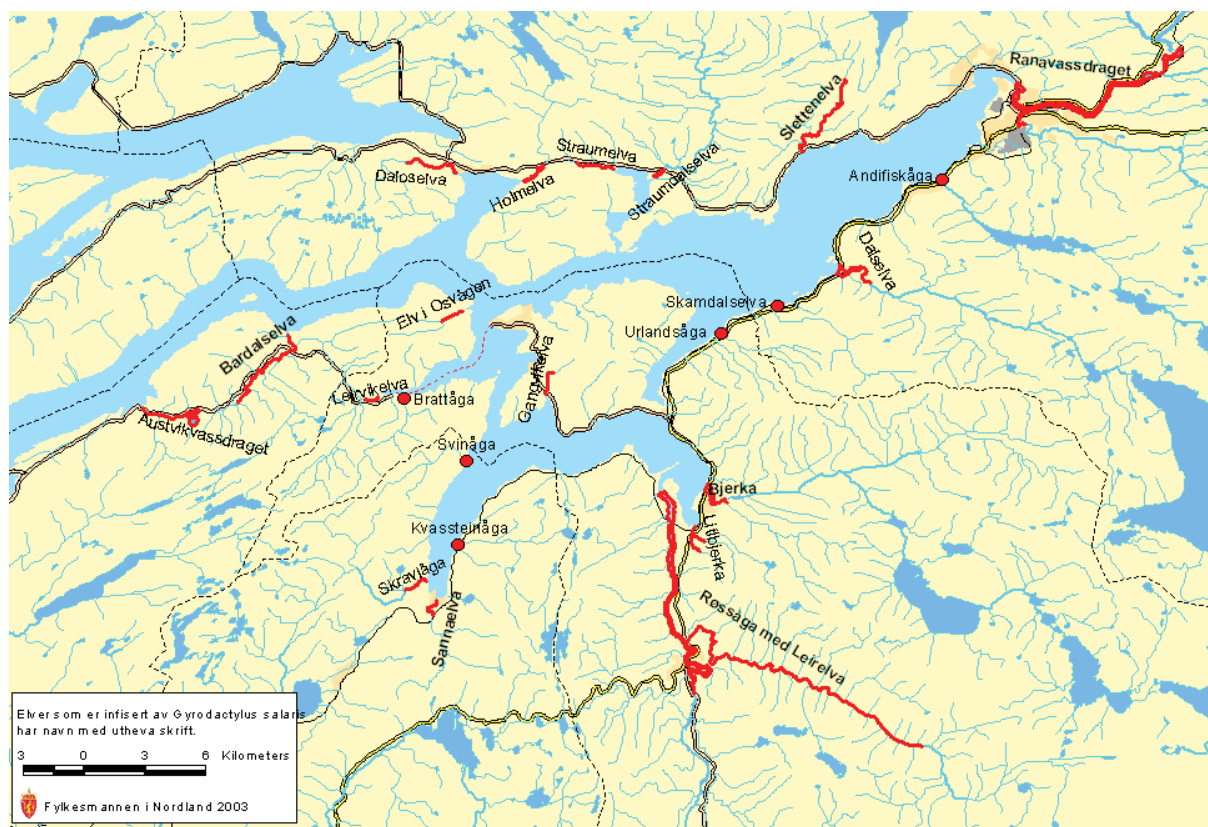 Ranavassdraget
Slettenelva
Straumelva
Daloselva
Holmelva
Straumdalselva
Andifiskåga
Dalselva
Elv i Osvågen
Skamdalselva
Urlandsåga
Bardalselva
Leirvikelva
Brattåga
Gangvikelva
Austvikvassdraget
Svinåga
Bjerka
Litlbjerka
Kvassteinåga
Skravlåga
Sannaelva
Røssåga med Leirelva
Elver som er infisert av Gyrodactylus salaris
har navn med utheva skrift.
3 0 3 6 Kilometers
Fylkesmannen i Nordland 2003